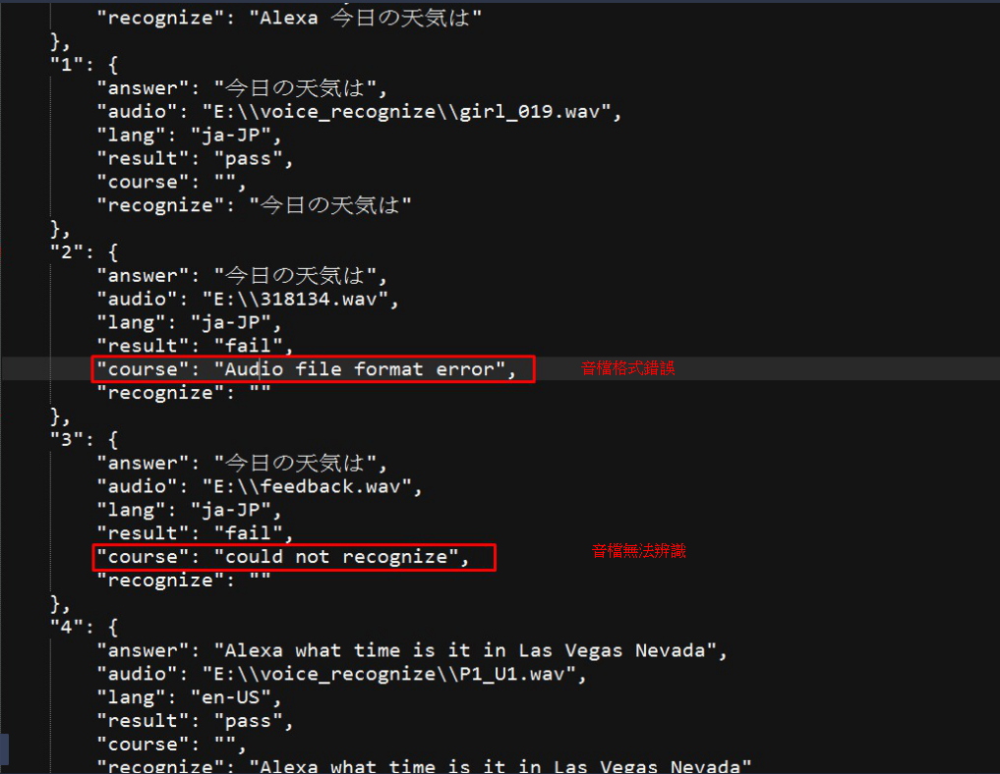 "recognize": "Alexa 今日の天気は"
},
"1": {
"answer": "今日の天気は",
"audio": "E:\\voice_recognize\\girl_019.wav",
"lang": "ja-JP",
"result": "pass",
"course": "",
"recognize": "今日の天気は"
},
"2": {
"answer": "今日の天気は",
"audio": "E:\\318134.wav",
"lang": "ja-JP",
"result": "fail",
"course": "Audio file format error", 音檔格式錯誤
"recognize": ""
},
"3": {
"answer": "今日の天気は",
"audio": "E:\\feedback.wav",
"lang": "ja-JP",
"result": "fail",
"course": "could not recognize", 音檔無法辨識
"recognize": ""
},
"4": {
"answer": "Alexa what time is it in Las Vegas Nevada",
"audio": "E:\\voice_recognize\\P1_U1.wav",
"lang": "en-US",
"result": "pass",
"course": "",
"recognize": "Alexa what time is it in Las Vegas Nevada"